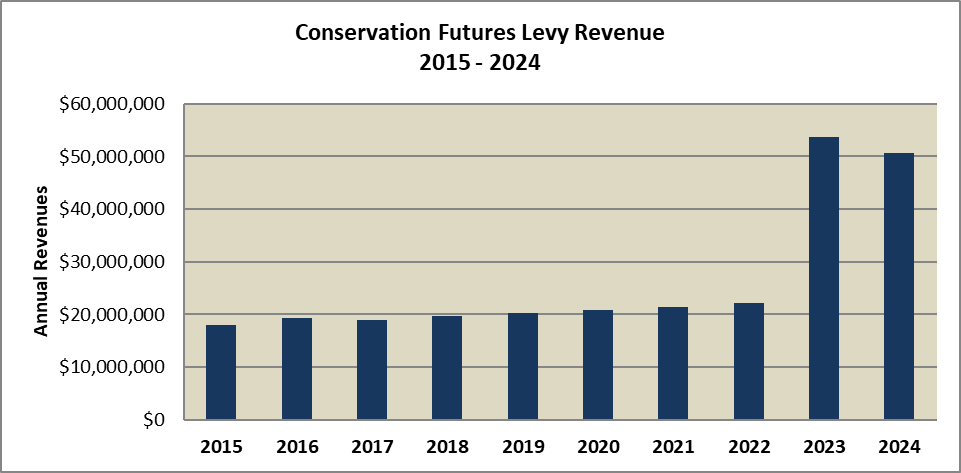 Conservation Futures Levy Revenue
2015 - 2024
Annual Revenues
$60,000,000
$50,000,000
$40,000,000
$30,000,000
$20,000,000
$10,000,000
$0
2015 2016 2017 2018 2019 2020 2021 2022 2023 2024